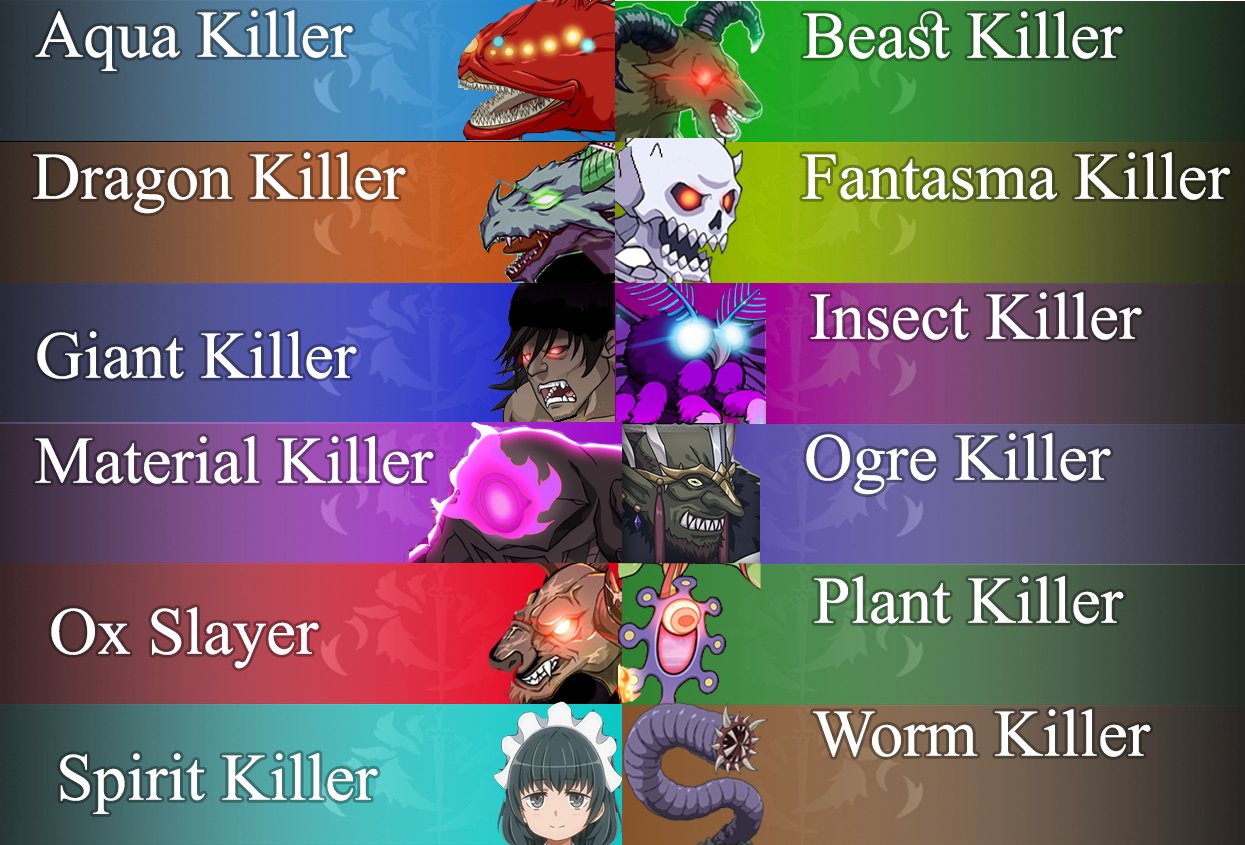 Aqua Killer
Beast Killer
Dragon Killer
Fantasma Killer
Giant Killer
Insect Killer
Material Killer
Ogre Killer
Ox Slayer
Plant Killer
Spirit Killer
Worm Killer